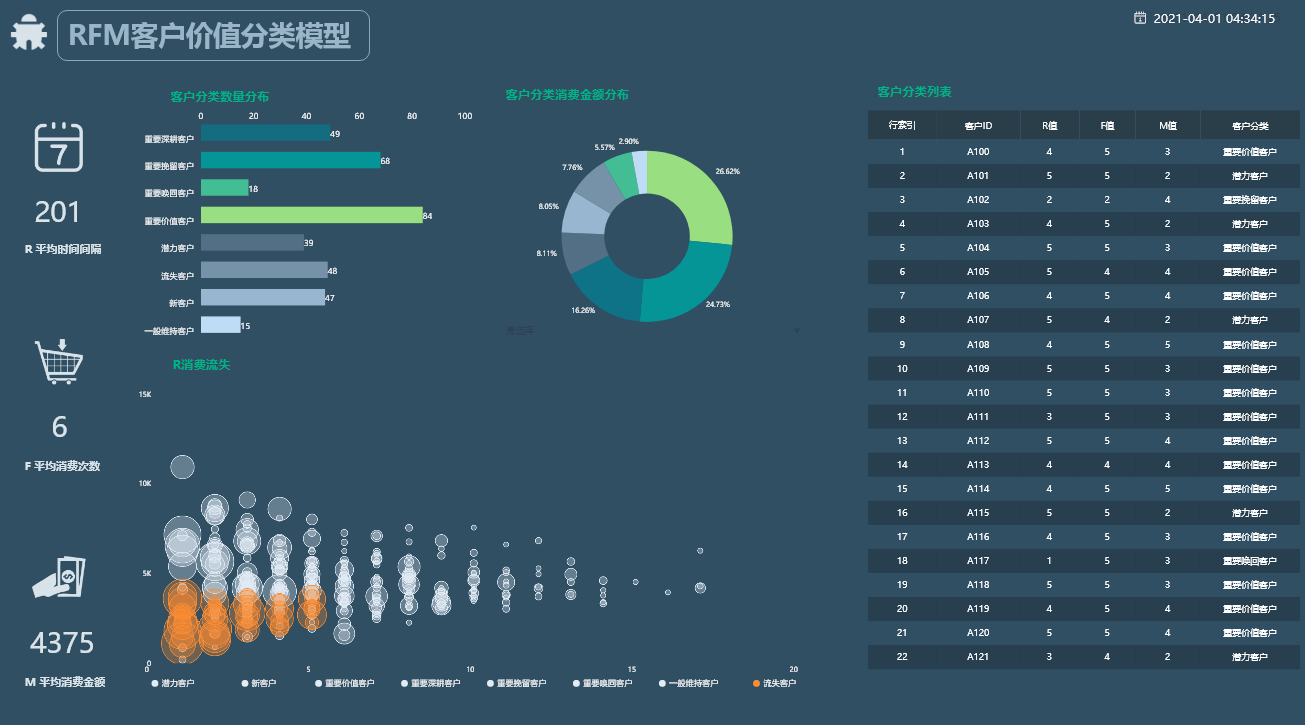 RFM客户价值分类模型
2021-04-01 04:34:15
201
R 平均时间间隔
6
F 平均消费次数
4375
M 平均消费金额
客户分类数量分布
0 20 40 60 80 100
重要深耕客户 49
重要挽留客户 68
重要唤回客户 18
重要价值客户 84
潜力客户 39
流失客户 48
新客户 47
一般维持客户 15
客户分类消费金额分布
26.62%
24.73%
16.26%
8.11%
8.05%
7.76%
5.57%
2.90%
R消费流失
15K
10K
5K
0
0 5 10 15 20
潜力客户 新客户 重要价值客户 重要深耕客户 重要挽留客户 重要唤回客户 一般维持客户 流失客户
客户分类列表
行索引 客户ID R值 F值 M值 客户分类
1 A100 4 5 3 重要价值客户
2 A101 5 5 2 潜力客户
3 A102 2 2 4 重要挽留客户
4 A103 4 5 2 潜力客户
5 A104 5 5 3 重要价值客户
6 A105 5 4 4 重要价值客户
7 A106 4 5 4 重要价值客户
8 A107 5 4 2 潜力客户
9 A108 4 5 5 重要价值客户
10 A109 5 5 3 重要价值客户
11 A110 5 5 3 重要价值客户
12 A111 3 5 3 重要价值客户
13 A112 5 5 4 重要价值客户
14 A113 4 4 4 重要价值客户
15 A114 4 5 5 重要价值客户
16 A115 5 5 2 潜力客户
17 A116 4 5 4 重要价值客户
18 A117 1 5 3 重要唤回客户
19 A118 5 5 3 重要价值客户
20 A119 4 5 4 重要价值客户
21 A120 5 5 4 重要价值客户
22 A121 3 4 2 潜力客户